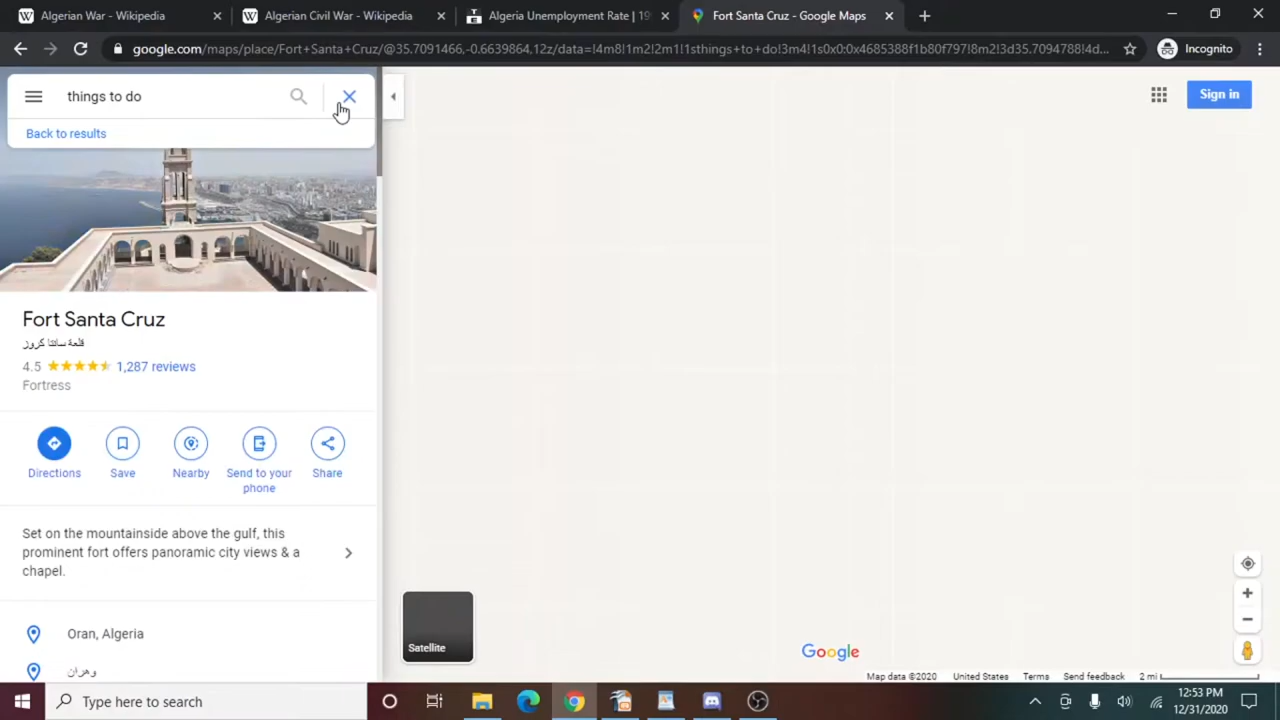 Algerian War - Wikipedia
Algerian Civil War - Wikipedia
Algeria Unemployment Rate | 19
Fort Santa Cruz - Google Maps
google.com/maps/place/Fort+Santa+Cruz/@35.7091466,-0.6639864,12z/data=!4m8!1m2!2m1!1sthings+to+do!3m4!1s0x0:0x4685388f1b80f797!8m2!3d35.7094788!4d...
Incognito
things to do
Back to results
Sign in
Fort Santa Cruz
قلعة سانتا كروز
4.5 1,287 reviews
Fortress
Directions
Save
Nearby
Send to your
phone
Share
Set on the mountainside above the gulf, this
prominent fort offers panoramic city views & a
chapel.
Oran, Algeria
وهران
Satellite
Google
Map data ©2020 United States Terms Send feedback 2 mi
Type here to search
12:53 PM
12/31/2020